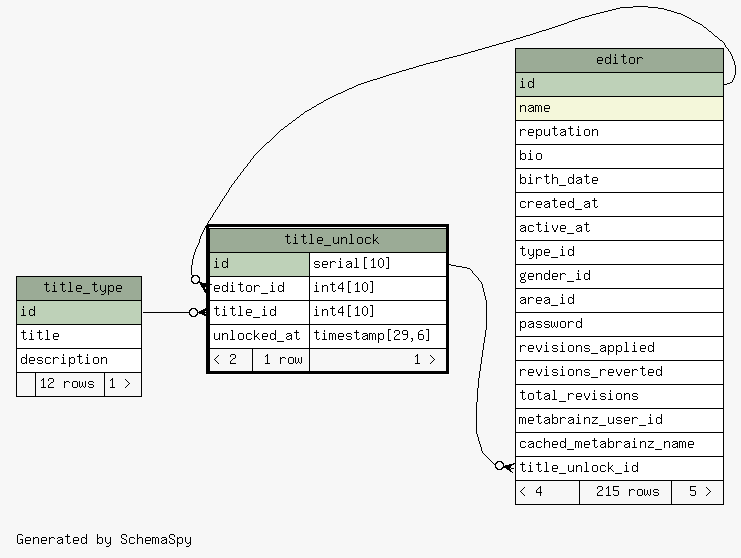 editor
id
name
reputation
bio
birth_date
created_at
active_at
type_id
gender_id
area_id
password
revisions_applied
revisions_reverted
total_revisions
metabrainz_user_id
cached_metabrainz_name
title_unlock_id
< 4 215 rows 5 >
title_unlock
id serial[10]
editor_id int4[10]
title_id int4[10]
unlocked_at timestamp[29,6]
< 2 1 row 1 >
title_type
id
title
description
12 rows 1 >
Generated by SchemaSpy